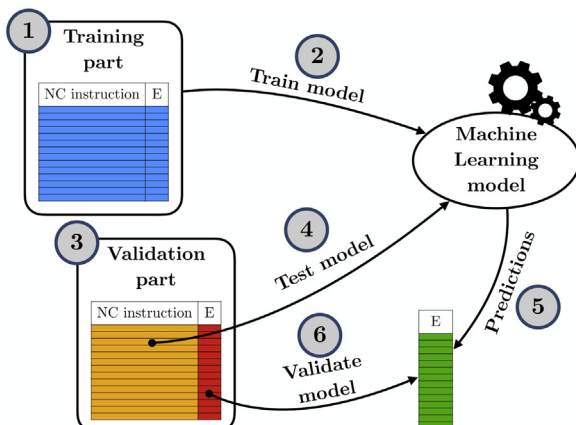 1
Training
part
NC instruction E
2
Train model
Machine
Learning
model
3
Validation
part
NC instruction E
4
Test model
5
Predictions
E
6
Validate
model